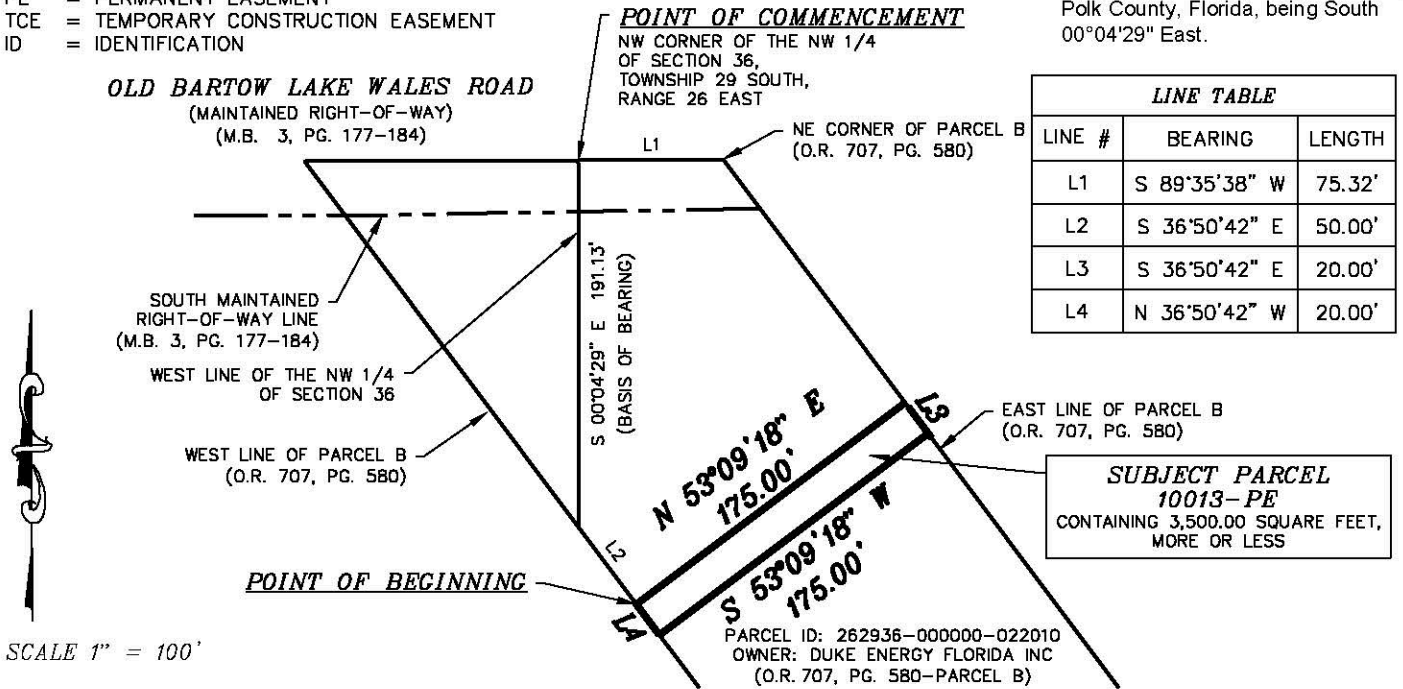 PE = PERMANENT EASEMENT
TCE = TEMPORARY CONSTRUCTION EASEMENT
ID = IDENTIFICATION
POINT OF COMMENCEMENT
NW CORNER OF THE NW 1/4
OF SECTION 36,
TOWNSHIP 29 SOUTH,
RANGE 26 EAST
Polk County, Florida, being South
00°04'29" East.
OLD BARTOW LAKE WALES ROAD
(MAINTAINED RIGHT-OF-WAY)
(M.B. 3, PG. 177-184)
L1
NE CORNER OF PARCEL B
(O.R. 707, PG. 580)
LINE TABLE
LINE # BEARING LENGTH
L1 S 89°35'38" W 75.32'
L2 S 36°50'42" E 50.00'
L3 S 36°50'42" E 20.00'
L4 N 36°50'42" W 20.00'
SOUTH MAINTAINED
RIGHT-OF-WAY LINE
(M.B. 3, PG. 177-184)
WEST LINE OF THE NW 1/4
OF SECTION 36
WEST LINE OF PARCEL B
(O.R. 707, PG. 580)
S 00°04'29" E 191.13'
(BASIS OF BEARING)
N 53°09'18" E
175.00'
L3
EAST LINE OF PARCEL B
(O.R. 707, PG. 580)
SUBJECT PARCEL
10013-PE
CONTAINING 3,500.00 SQUARE FEET,
MORE OR LESS
L2
S 53°09'18" W
175.00'
POINT OF BEGINNING
L4
PARCEL ID: 262936-000000-022010
OWNER: DUKE ENERGY FLORIDA INC
(O.R. 707, PG. 580-PARCEL B)
SCALE 1" = 100'